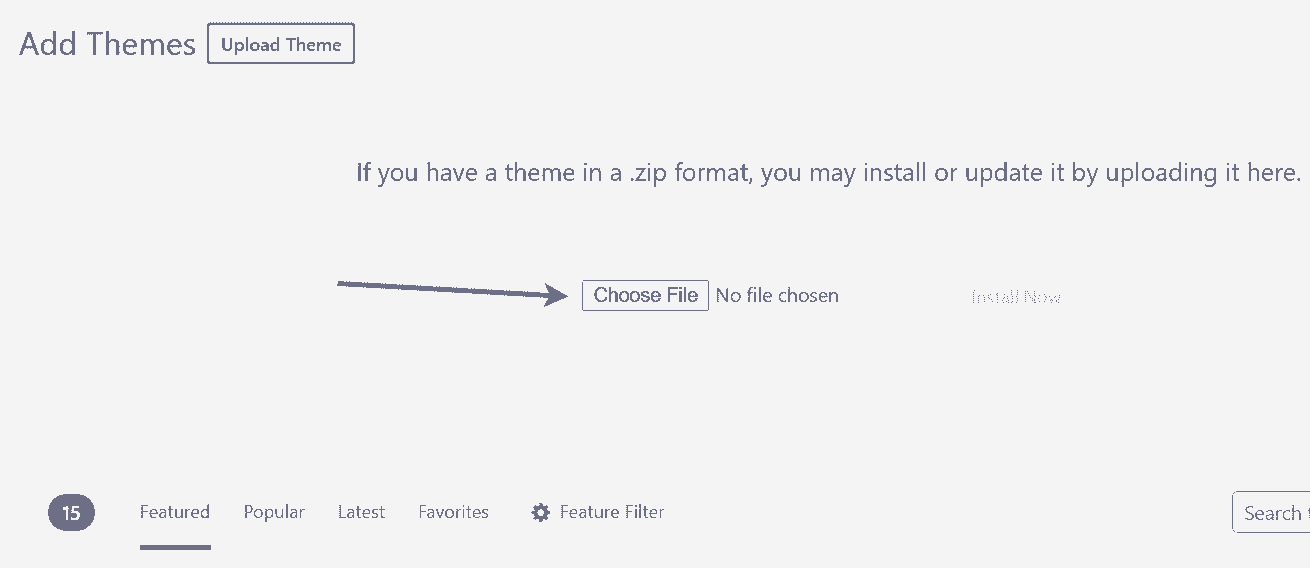 Add Themes Upload Theme
If you have a theme in a .zip format, you may install or update it by uploading it here.
Choose File No file chosen Install Now
15 Featured Popular Latest Favorites Feature Filter Search